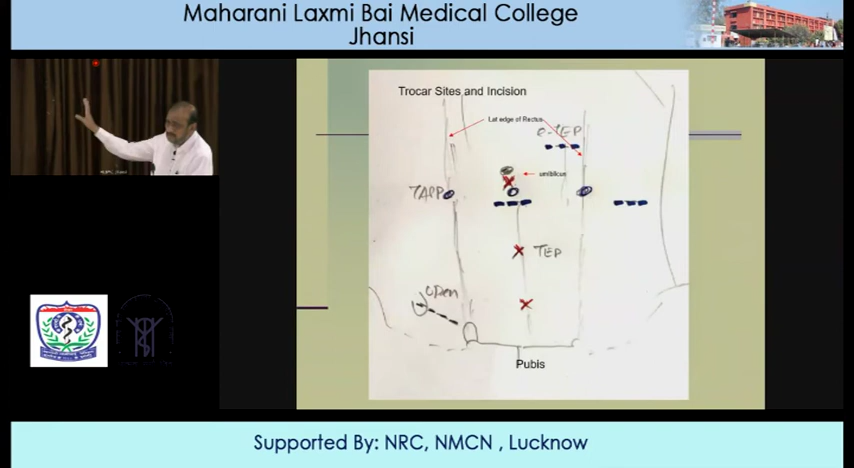 Maharani Laxmi Bai Medical College
Jhansi
Trocar Sites and Incision
Lat edge of Rectus
e-TEP
umiblicus
TAPP
TEP
open
Pubis
Supported By: NRC, NMCN , Lucknow